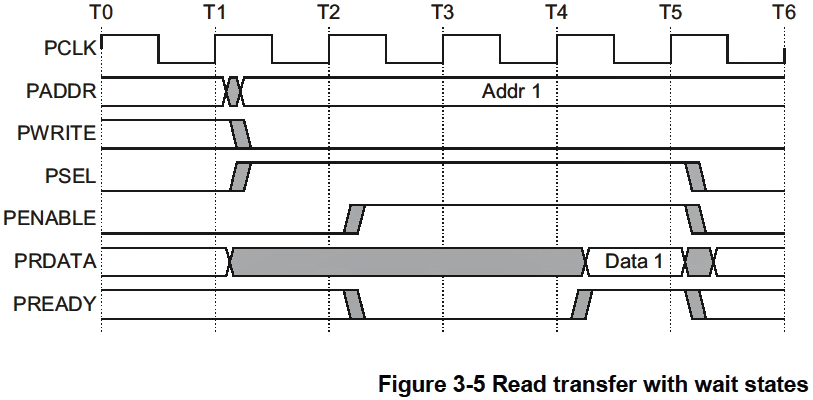 T0 T1 T2 T3 T4 T5 T6
PCLK
PADDR Addr 1
PWRITE
PSEL
PENABLE
PRDATA Data 1
PREADY
Figure 3-5 Read transfer with wait states